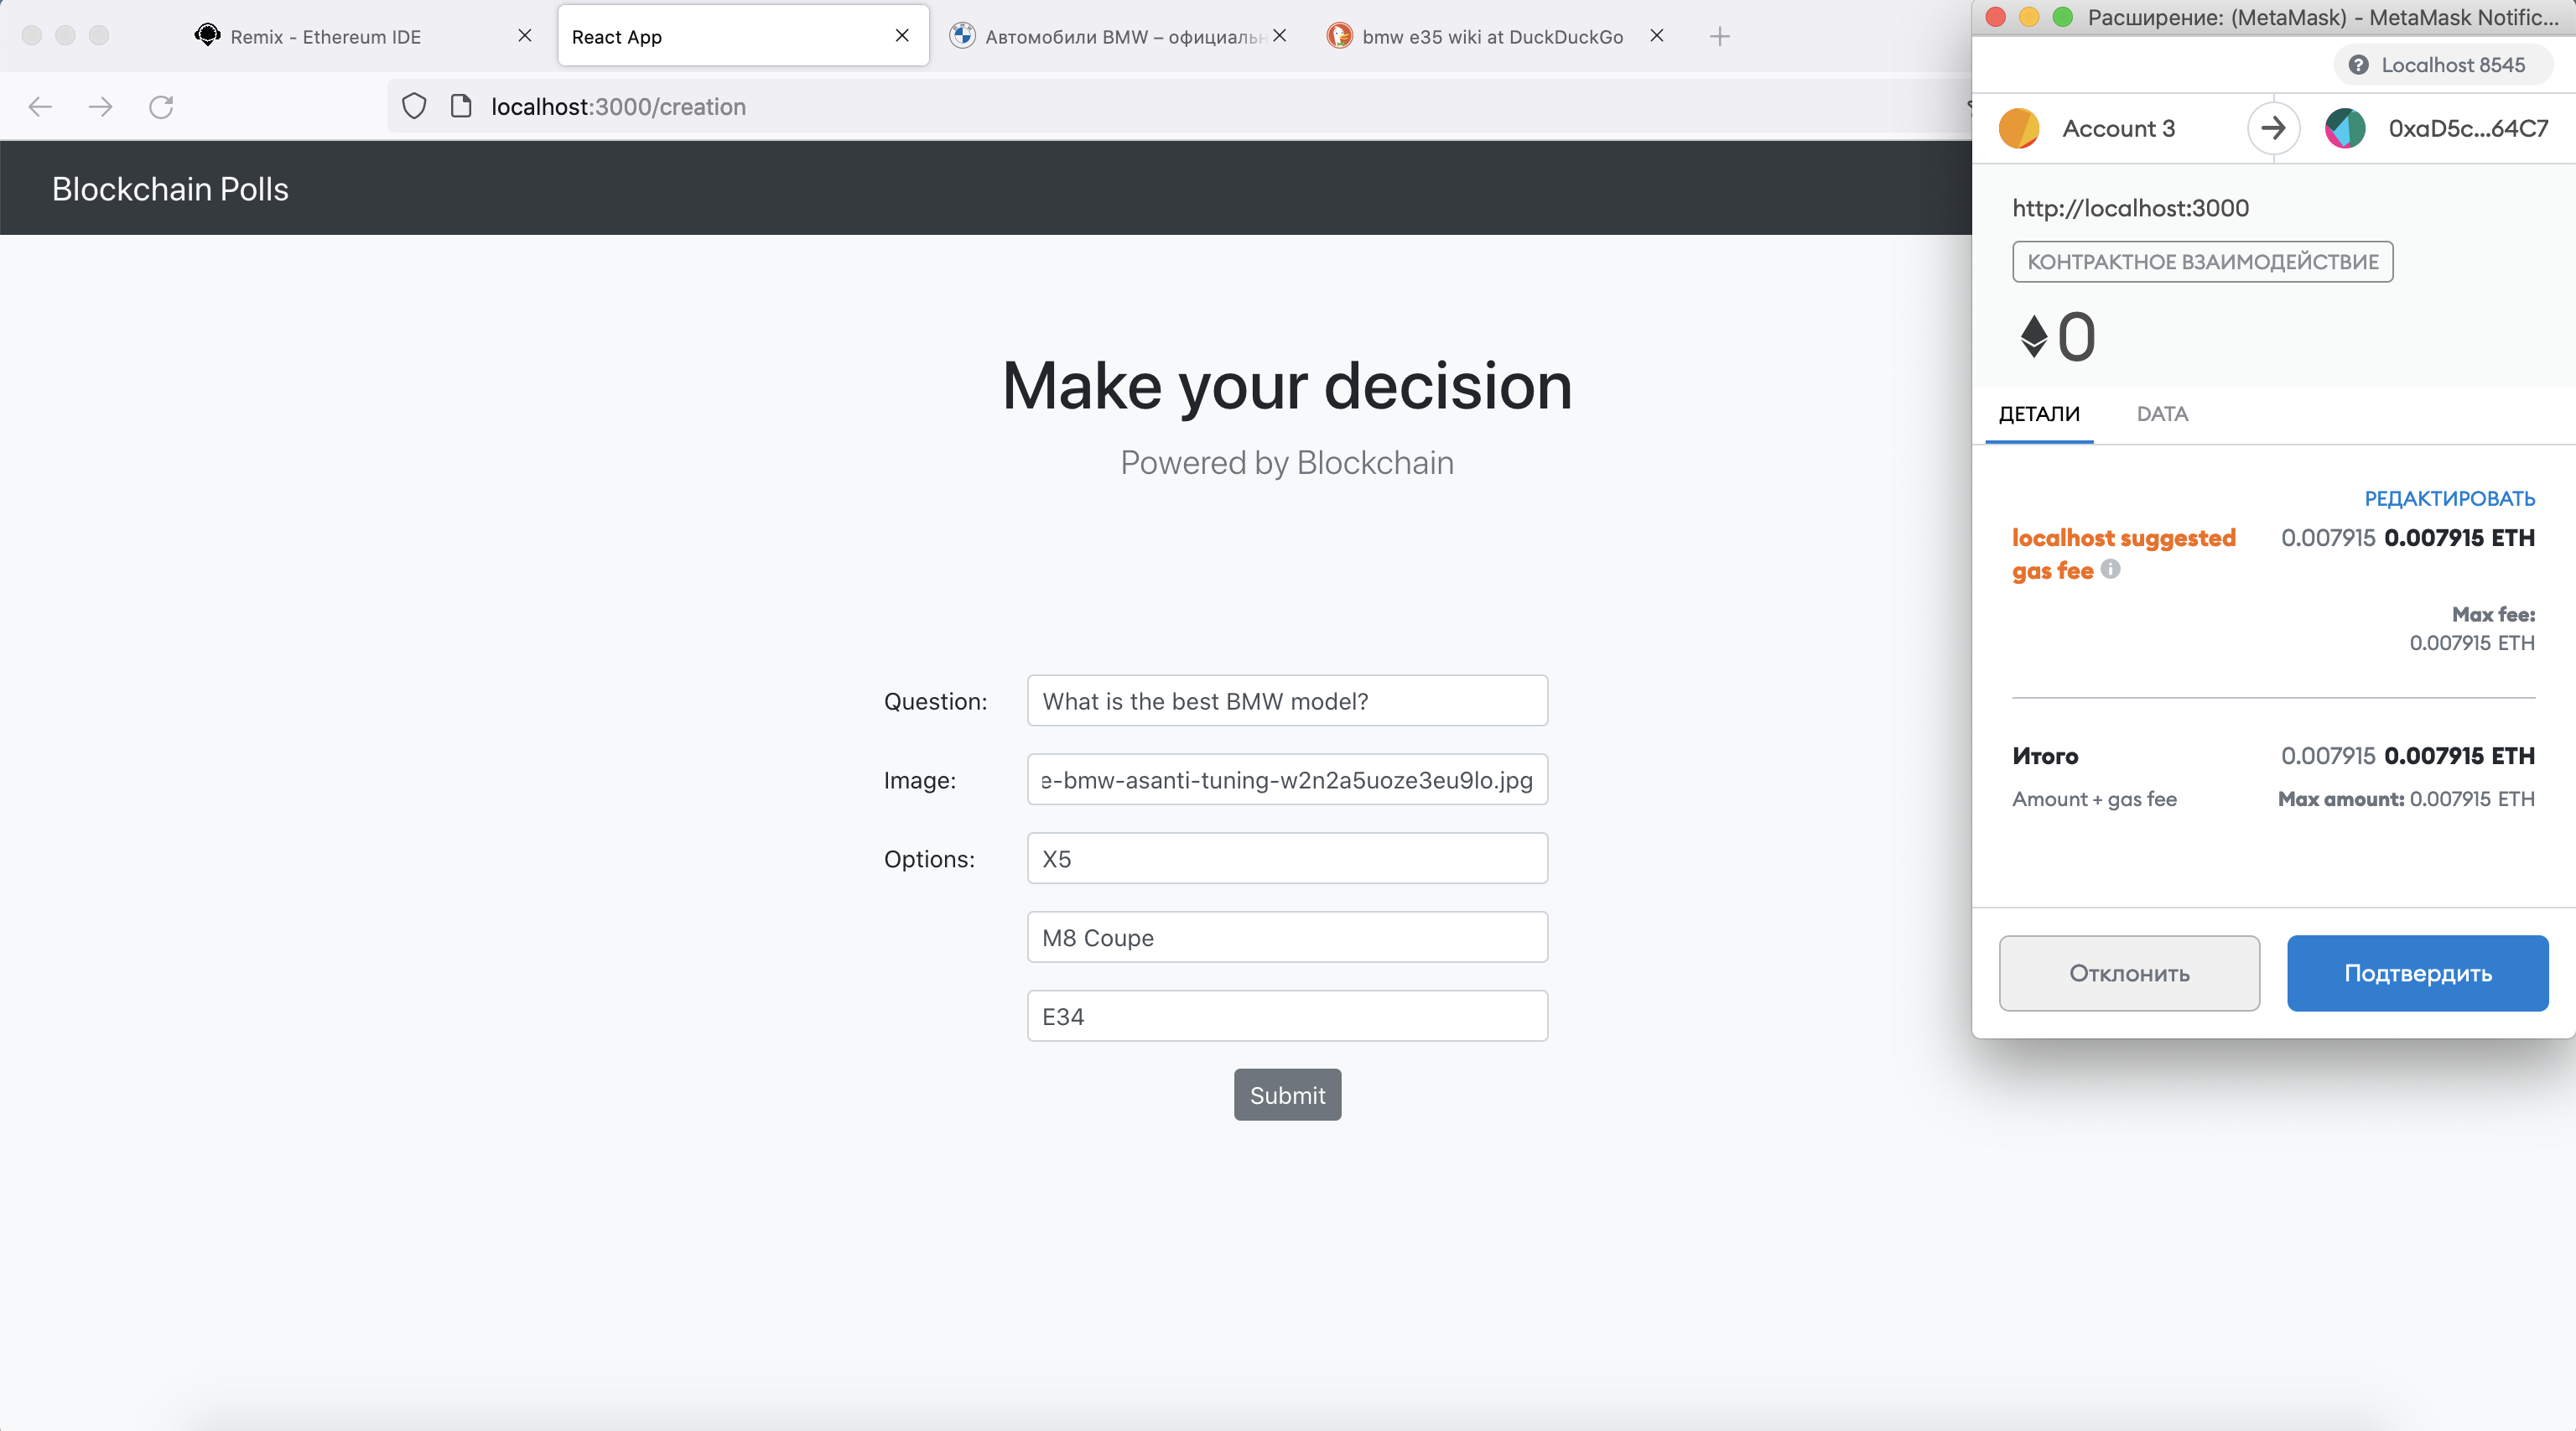 Remix - Ethereum IDE
React App
Автомобили BMW – официальн
bmw e35 wiki at DuckDuckGo
localhost:3000/creation
Blockchain Polls
Make your decision
Powered by Blockchain
Question:
What is the best BMW model?
Image:
e-bmw-asanti-tuning-w2n2a5uoze3eu9lo.jpg
Options:
X5
M8 Coupe
E34
Submit
Расширение: (MetaMask) - MetaMask Notific...
Localhost 8545
Account 3
0xaD5c...64C7
http://localhost:3000
КОНТРАКТНОЕ ВЗАИМОДЕЙСТВИЕ
0
ДЕТАЛИ
DATA
РЕДАКТИРОВАТЬ
localhost suggested 0.007915 0.007915 ETH
gas fee
Max fee:
0.007915 ETH
Итого 0.007915 0.007915 ETH
Amount + gas fee Max amount: 0.007915 ETH
Отклонить
Подтвердить